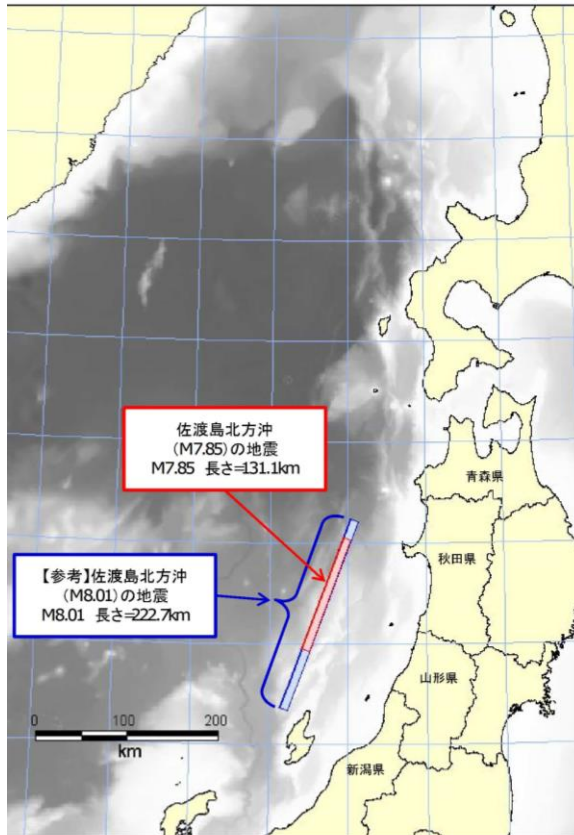 佐渡島北方沖
（M7.85）の地震
M7.85 長さ=131.1km
青森県
秋田県
【参考】佐渡島北方沖
（M8.01）の地震
M8.01 長さ=222.7km
山形県
0 100 200
km
新潟県